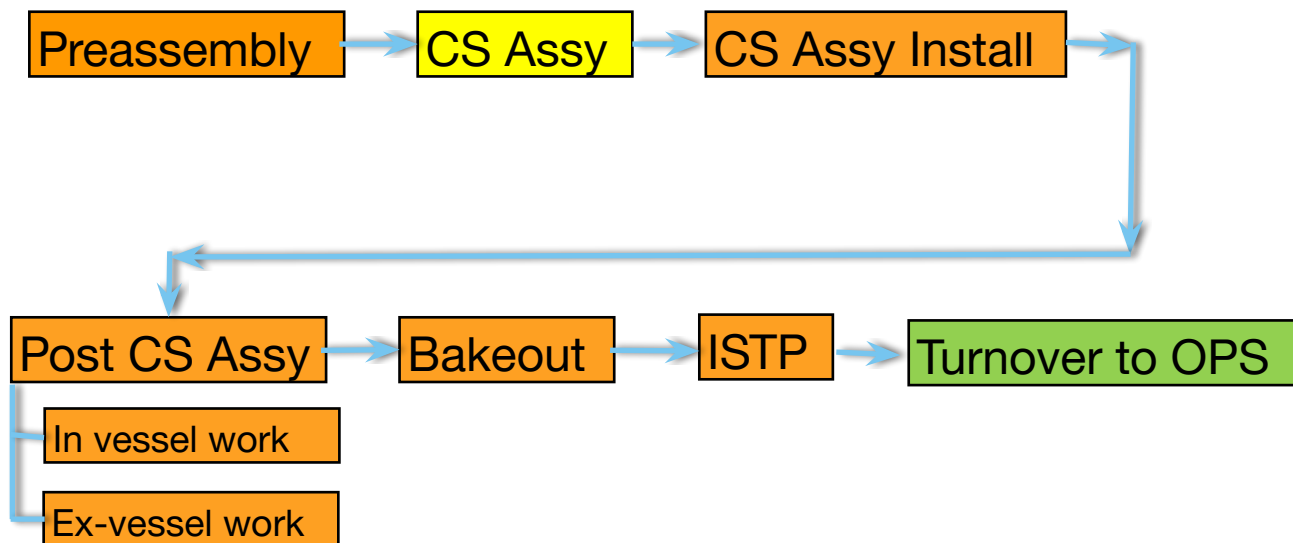 Preassembly
CS Assy
CS Assy Install
Post CS Assy
Bakeout
ISTP
Turnover to OPS
In vessel work
Ex-vessel work